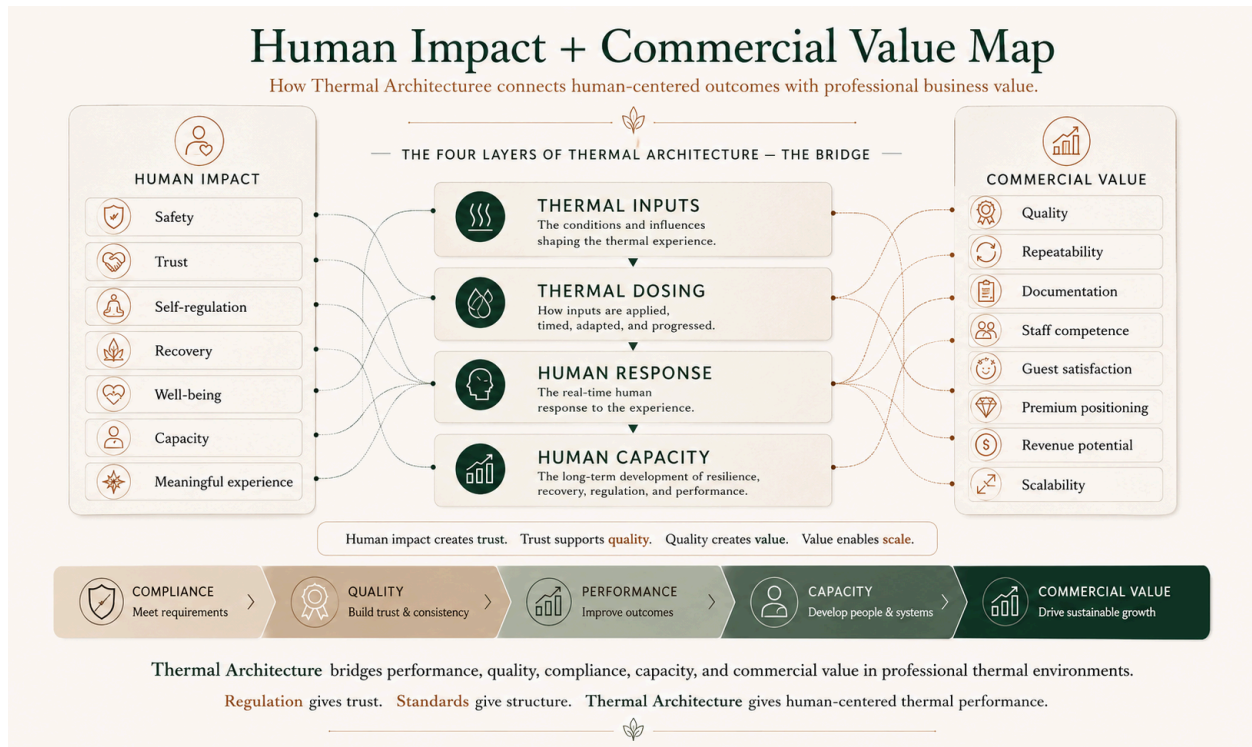 Human Impact + Commercial Value Map
How Thermal Architecturee connects human-centered outcomes with professional business value.
HUMAN IMPACT
Safety
Trust
Self-regulation
Recovery
Well-being
Capacity
Meaningful experience
THE FOUR LAYERS OF THERMAL ARCHITECTURE — THE BRIDGE
THERMAL INPUTS
The conditions and influences
shaping the thermal experience.
THERMAL DOSING
How inputs are applied,
timed, adapted, and progressed.
HUMAN RESPONSE
The real-time human
response to the experience.
HUMAN CAPACITY
The long-term development of resilience,
recovery, regulation, and performance.
COMMERCIAL VALUE
Quality
Repeatability
Documentation
Staff competence
Guest satisfaction
Premium positioning
$
Revenue potential
Scalability
Human impact creates trust. Trust supports quality. Quality creates value. Value enables scale.
COMPLIANCE
Meet requirements
QUALITY
Build trust & consistency
PERFORMANCE
Improve outcomes
CAPACITY
Develop people & systems
COMMERCIAL VALUE
Drive sustainable growth
Thermal Architecture bridges performance, quality, compliance, capacity, and commercial value in professional thermal environments.
Regulation gives trust. Standards give structure. Thermal Architecture gives human-centered thermal performance.